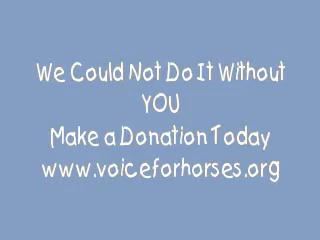 We Could Not Do It Without
YOU
Make a Donation Today
www.voiceforhorses.org